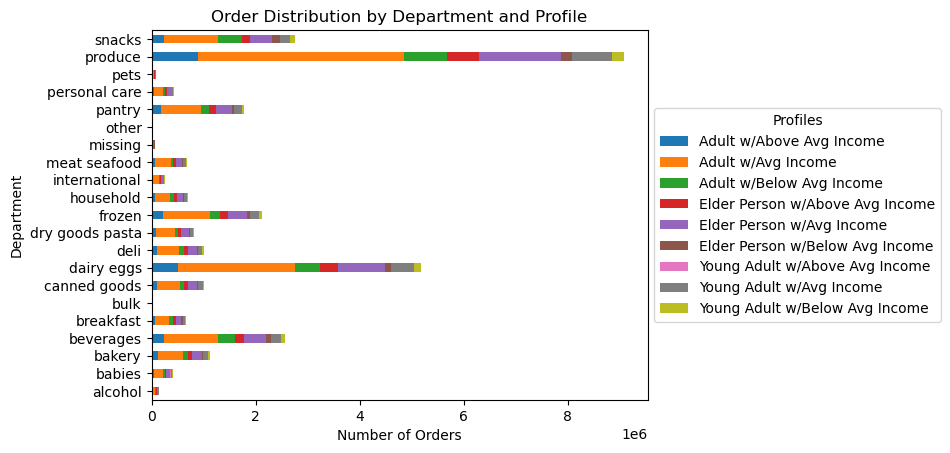 Order Distribution by Department and Profile
snacks
produce
pets
personal care
pantry
other
missing
meat seafood
international
household
frozen
dry goods pasta
deli
dairy eggs
canned goods
bulk
breakfast
beverages
bakery
babies
alcohol
Department
0 2 4 6 8
1e6
Number of Orders
Profiles
Adult w/Above Avg Income
Adult w/Avg Income
Adult w/Below Avg Income
Elder Person w/Above Avg Income
Elder Person w/Avg Income
Elder Person w/Below Avg Income
Young Adult w/Above Avg Income
Young Adult w/Avg Income
Young Adult w/Below Avg Income